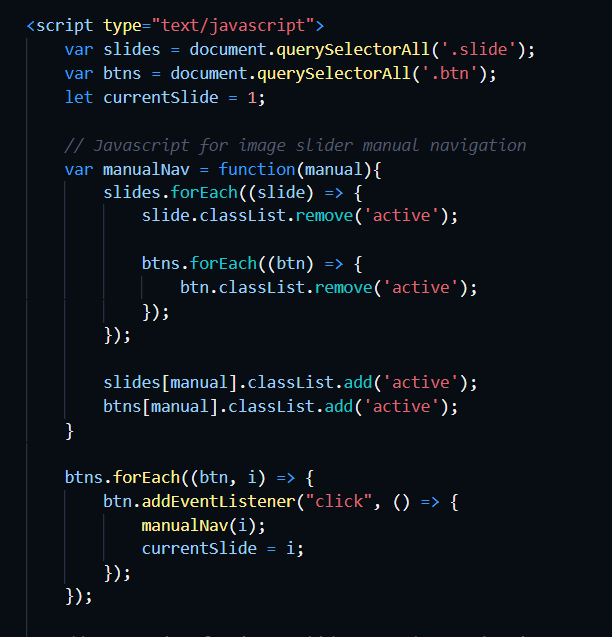 <script type="text/javascript">
    var slides = document.querySelectorAll('.slide');
    var btns = document.querySelectorAll('.btn');
    let currentSlide = 1;

    // Javascript for image slider manual navigation
    var manualNav = function(manual){
        slides.forEach((slide) => {
            slide.classList.remove('active');

            btns.forEach((btn) => {
                btn.classList.remove('active');
            });
        });

        slides[manual].classList.add('active');
        btns[manual].classList.add('active');
    }

    btns.forEach((btn, i) => {
        btn.addEventListener("click", () => {
            manualNav(i);
            currentSlide = i;
        });
    });